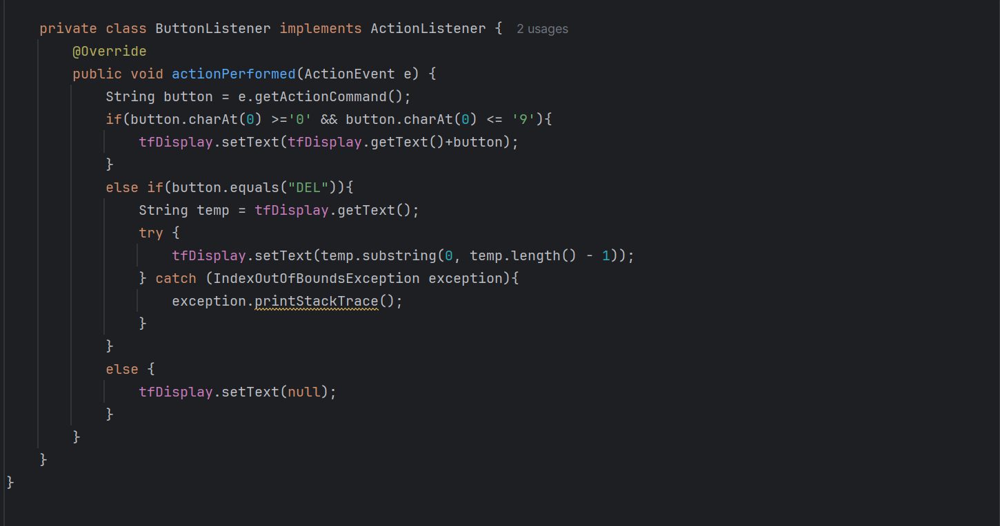 private class ButtonListener implements ActionListener { 2 usages
    @Override
    public void actionPerformed(ActionEvent e) {
        String button = e.getActionCommand();
        if(button.charAt(0) >='0' && button.charAt(0) <= '9'){
            tfDisplay.setText(tfDisplay.getText()+button);
        }
        else if(button.equals("DEL")){
            String temp = tfDisplay.getText();
            try {
                tfDisplay.setText(temp.substring(0, temp.length() - 1));
            } catch (IndexOutOfBoundsException exception){
                exception.printStackTrace();
            }
        }
        else {
            tfDisplay.setText(null);
        }
    }
}
}